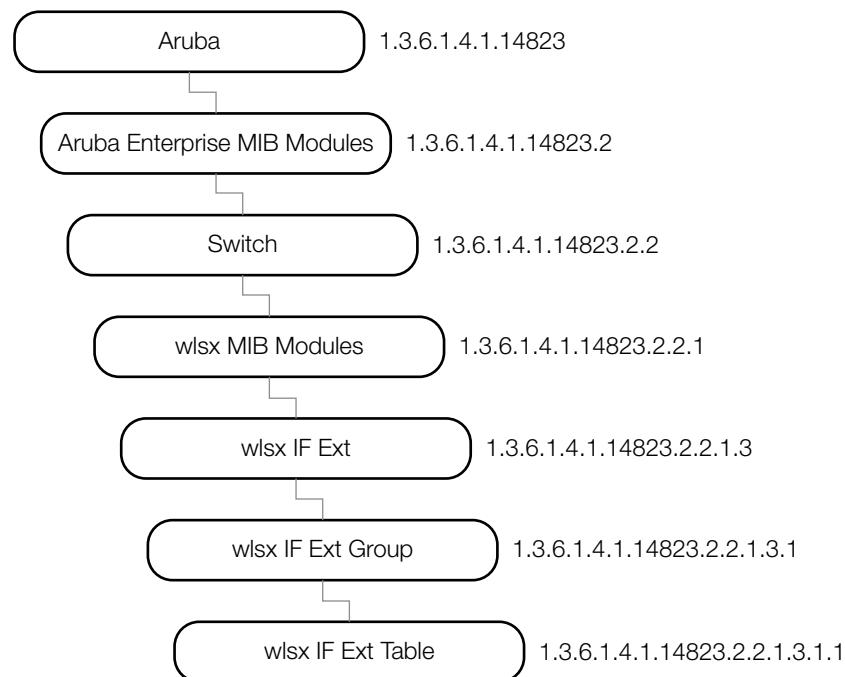 Aruba 1.3.6.1.4.1.14823
Aruba Enterprise MIB Modules 1.3.6.1.4.1.14823.2
Switch 1.3.6.1.4.1.14823.2.2
wlsx MIB Modules 1.3.6.1.4.1.14823.2.2.1
wlsx IF Ext 1.3.6.1.4.1.14823.2.2.1.3
wlsx IF Ext Group 1.3.6.1.4.1.14823.2.2.1.3.1
wlsx IF Ext Table 1.3.6.1.4.1.14823.2.2.1.3.1.1